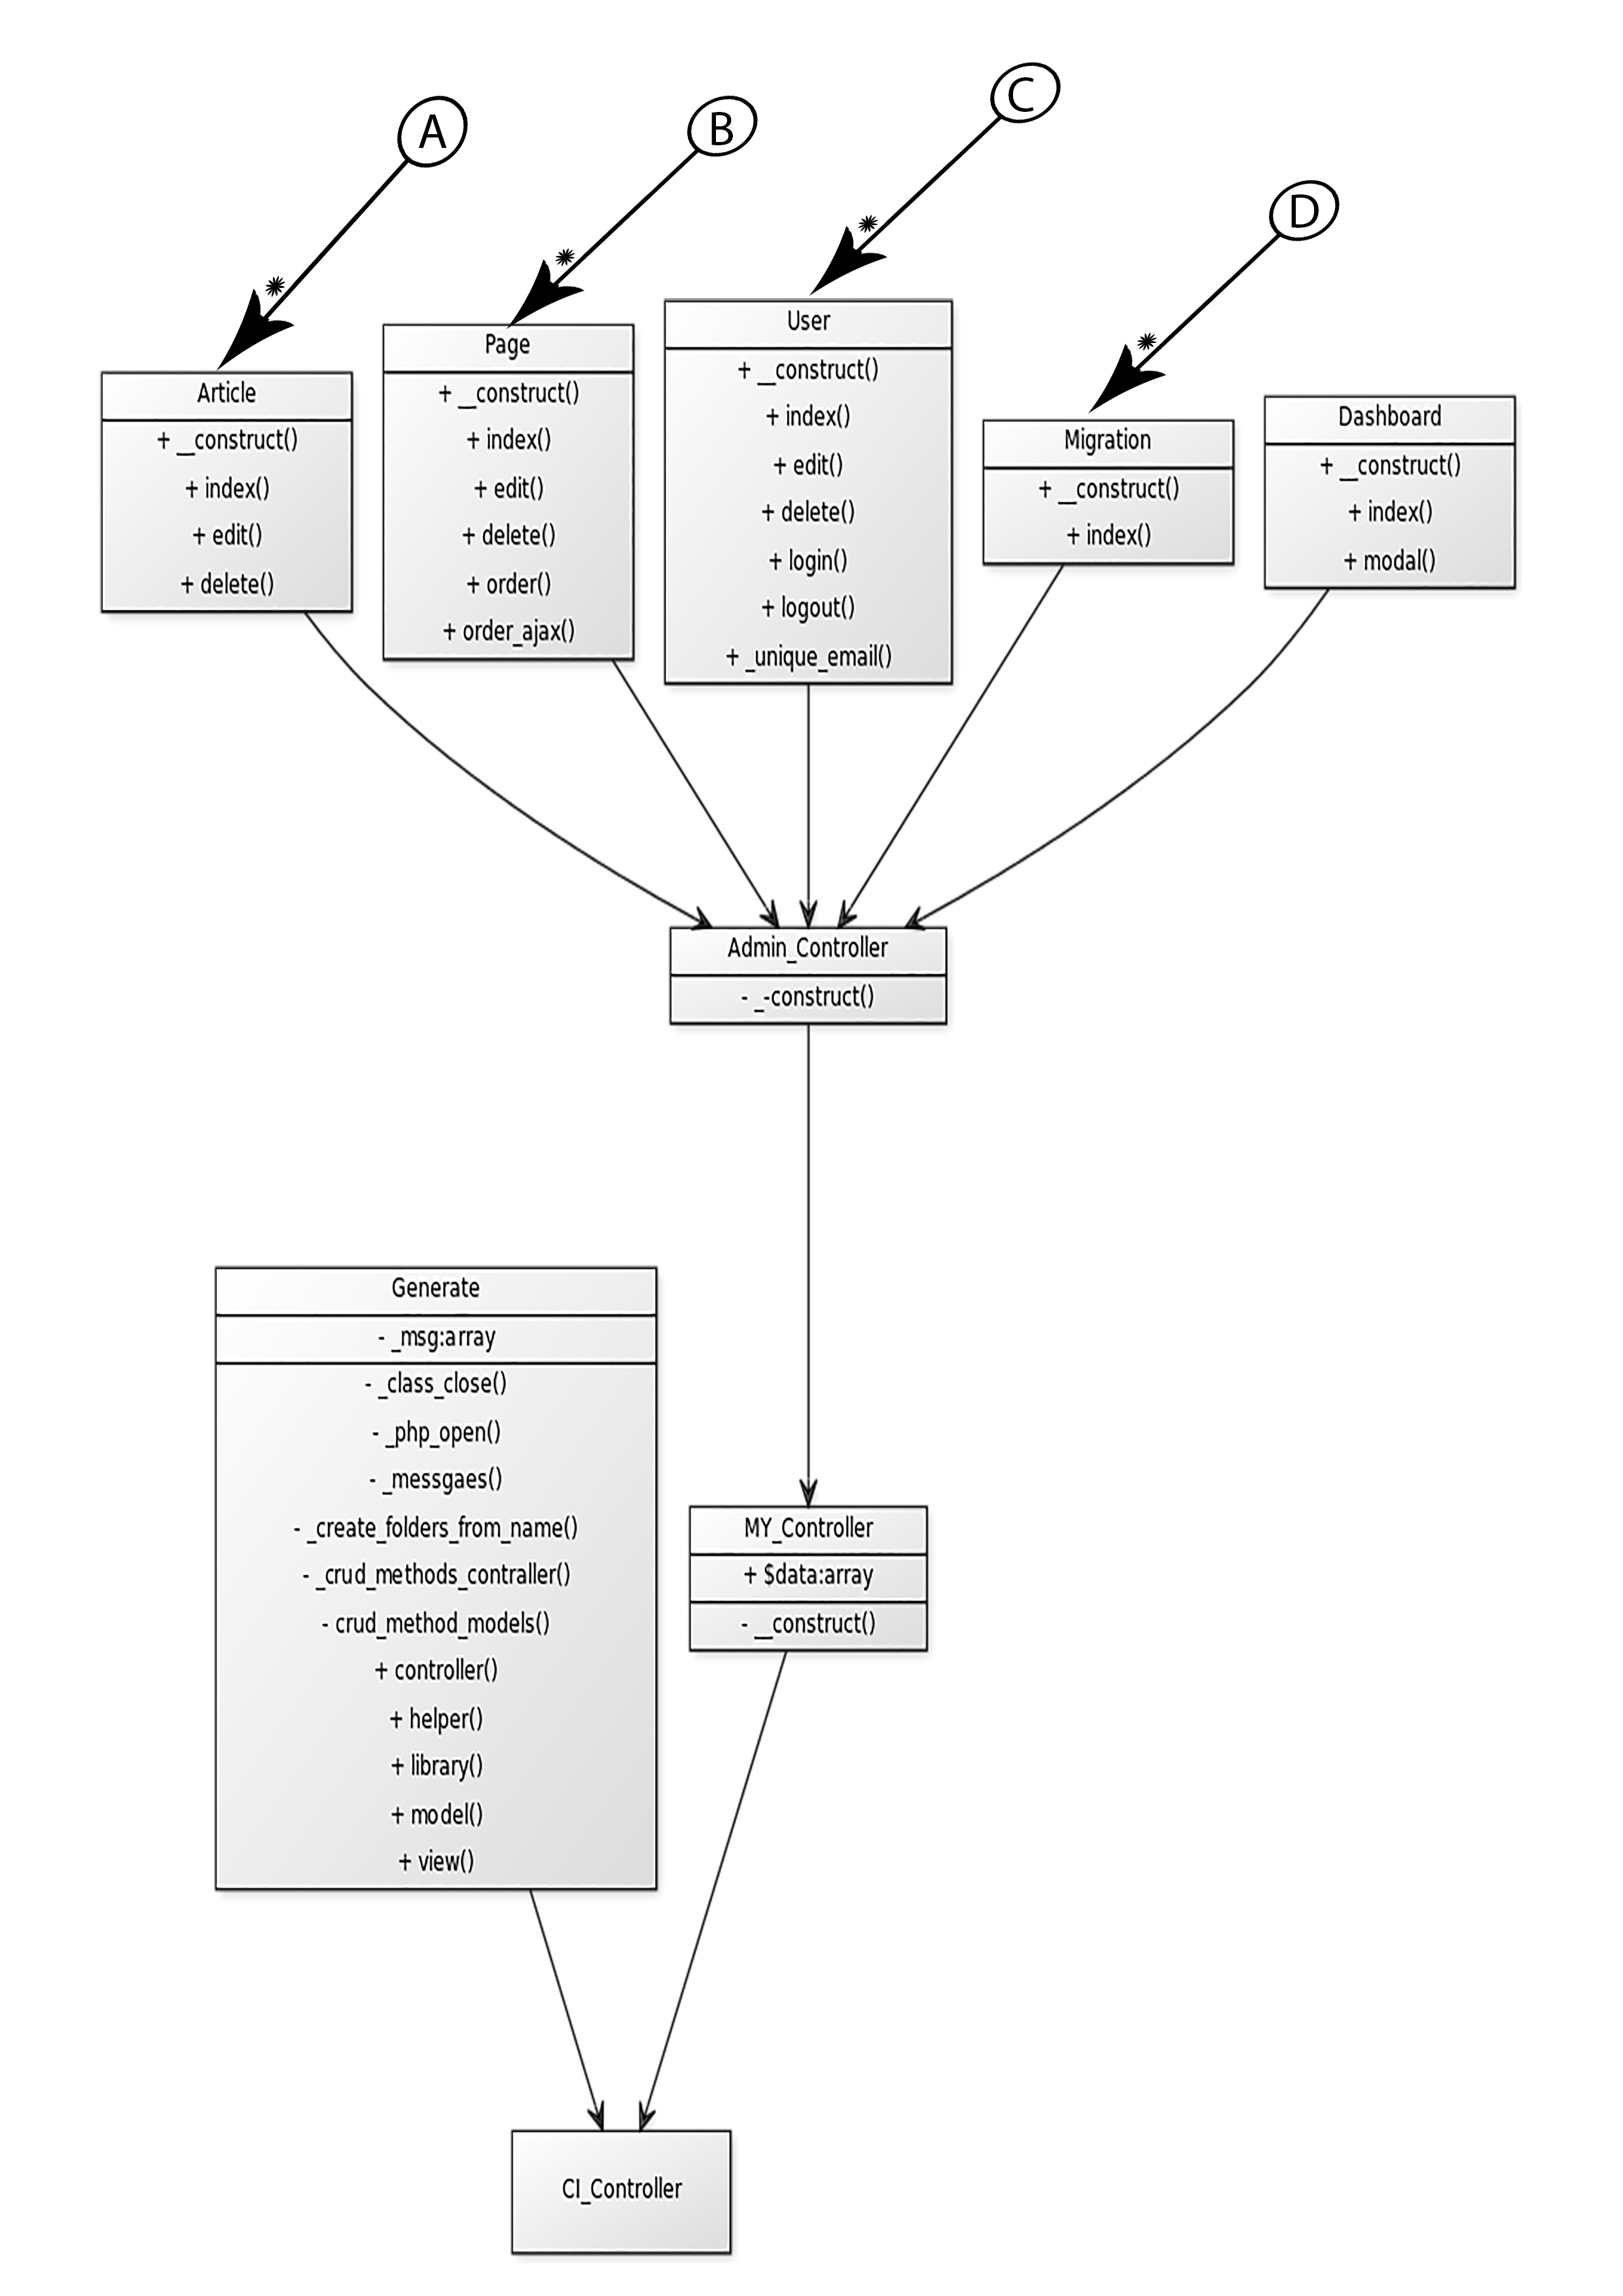 A
B
C
D
*
*
*
*
Article
+ __construct()
+ index()
+ edit()
+ delete()
Page
+ __construct()
+ index()
+ edit()
+ delete()
+ order()
+ order_ajax()
User
+ __construct()
+ index()
+ edit()
+ delete()
+ login()
+ logout()
+ _unique_email()
Migration
+ __construct()
+ index()
Dashboard
+ __construct()
+ index()
+ modal()
Admin_Controller
- _-construct()
Generate
- _msg:array
- _class_close()
- _php_open()
- _messgaes()
- _create_folders_from_name()
- _crud_methods_contraller()
- crud_method_models()
+ controller()
+ helper()
+ library()
+ model()
+ view()
MY_Controller
+ $data:array
- __construct()
CI_Controller